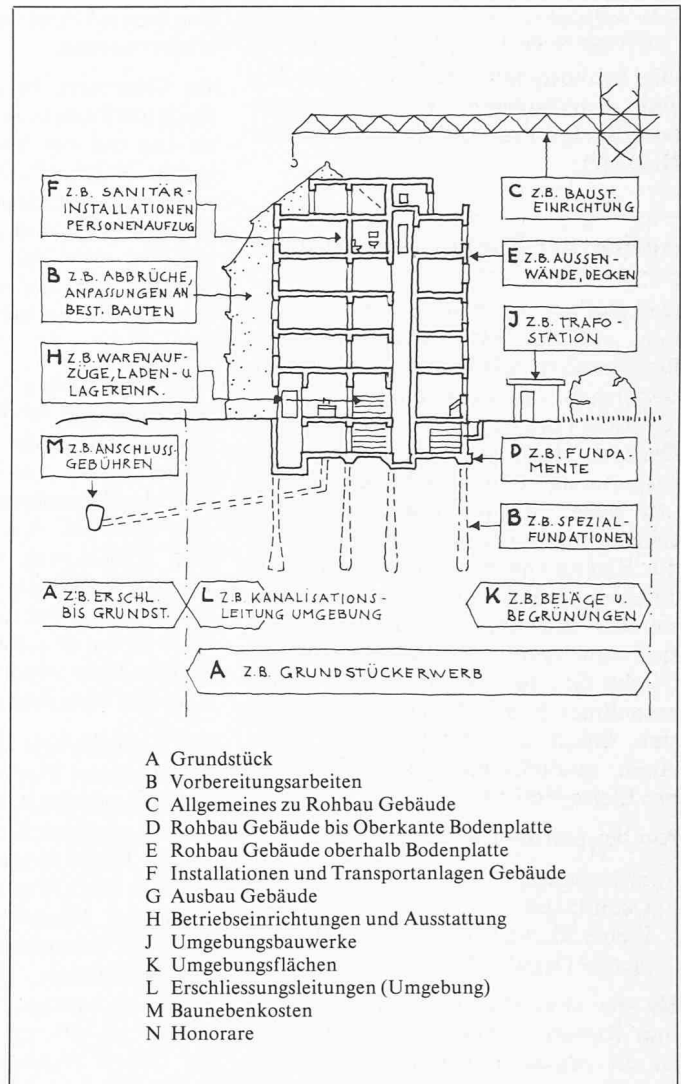 F Z.B. SANITÄR-
INSTALLATIONEN
PERSONENAUFZUG
C Z.B. BAUST.
EINRICHTUNG
B Z.B. ABBRÜCHE,
ANPASSUNGEN AN
BEST. BAUTEN
E Z.B. AUSSEN-
WÄNDE, DECKEN
J Z.B. TRAFO-
STATION
H Z.B. WARENAUF-
ZÜGE, LADEN- U.
LAGEREINR.
M Z.B. ANSCHLUSS-
GEBÜHREN
D Z.B. FUNDA-
MENTE
B Z.B. SPEZIAL-
FUNDATIONEN
A Z.B. ERSCHL.
BIS GRUNDST.
L Z.B. KANALISATIONS-
LEITUNG UMGEBUNG
K Z.B. BELÄGE U.
BEGRÜNUNGEN
A Z.B. GRUNDSTÜCKERWERB
A Grundstück
B Vorbereitungsarbeiten
C Allgemeines zu Rohbau Gebäude
D Rohbau Gebäude bis Oberkante Bodenplatte
E Rohbau Gebäude oberhalb Bodenplatte
F Installationen und Transportanlagen Gebäude
G Ausbau Gebäude
H Betriebseinrichtungen und Ausstattung
J Umgebungsbauwerke
K Umgebungsflächen
L Erschliessungsleitungen (Umgebung)
M Baunebenkosten
N Honorare